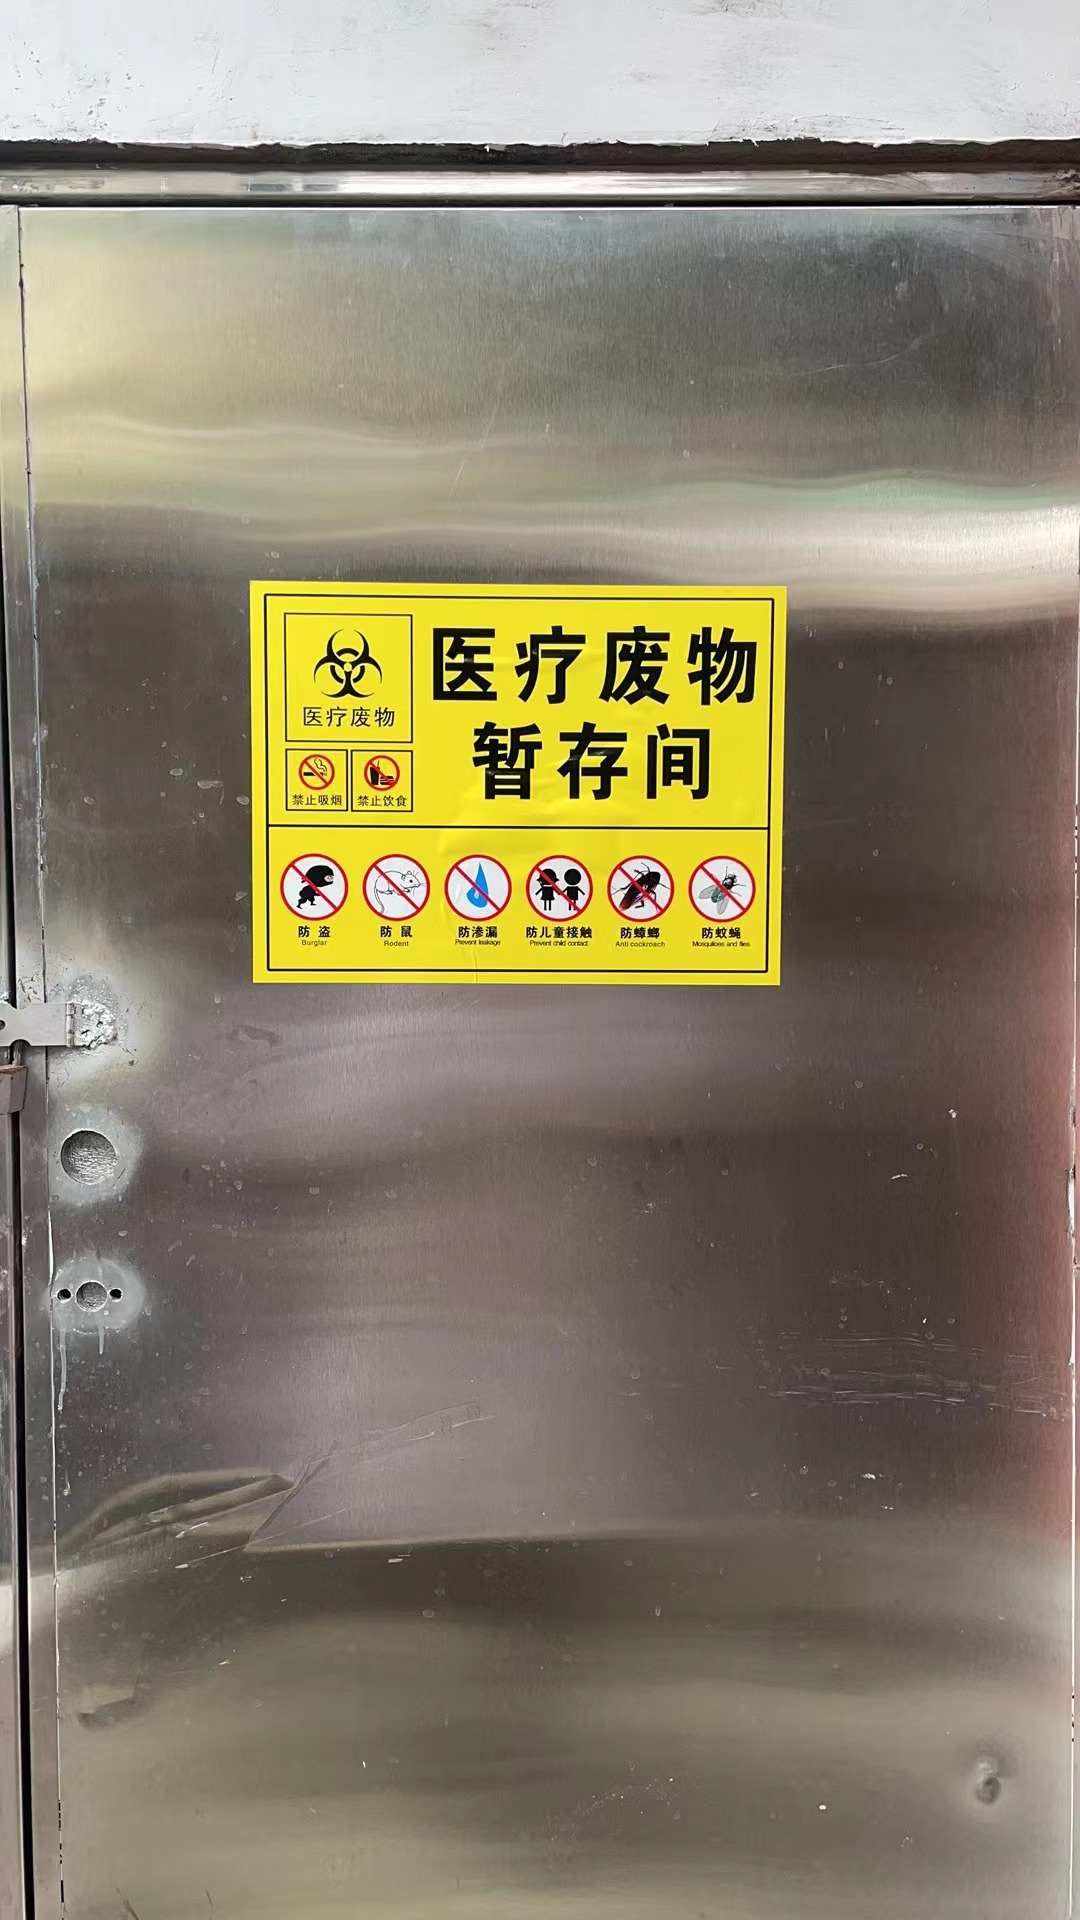 医疗废物
暂存间
医疗废物
禁止吸烟 禁止饮食
防 盗 防 鼠 防渗漏 防儿童接触 防蟑螂 防蚊蝇
Burglar Rodent Prevent leakage Prevent child contact Anti cockroach Mosquitoes and flies